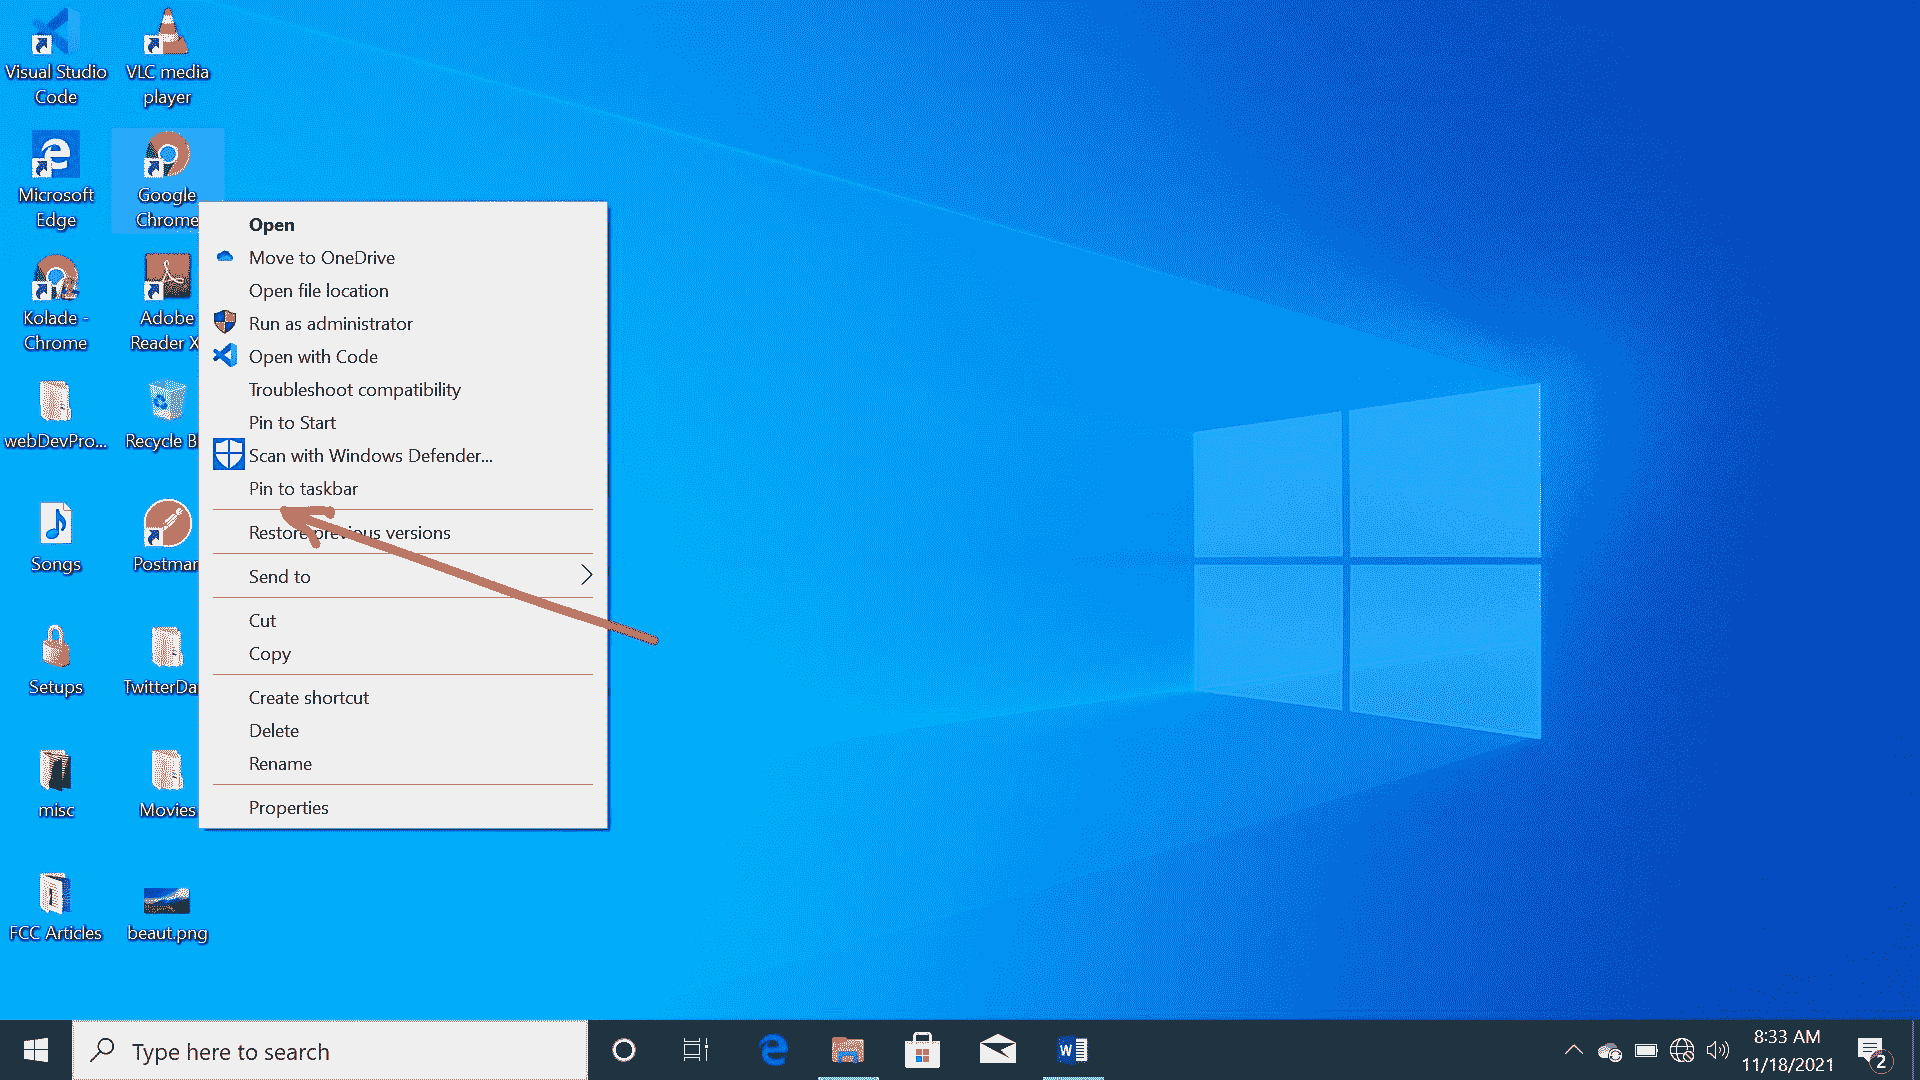 Visual Studio
Code
VLC media
player
Microsoft
Edge
Google
Chrome
Kolade -
Chrome
Adobe
Reader X
webDevPro...
Recycle B
Songs
Postman
Setups
TwitterDa
misc
Movies
FCC Articles
beaut.png
Open
Move to OneDrive
Open file location
Run as administrator
Open with Code
Troubleshoot compatibility
Pin to Start
Scan with Windows Defender...
Pin to taskbar
Restore previous versions
Send to
Cut
Copy
Create shortcut
Delete
Rename
Properties
Type here to search
8:33 AM
11/18/2021
2